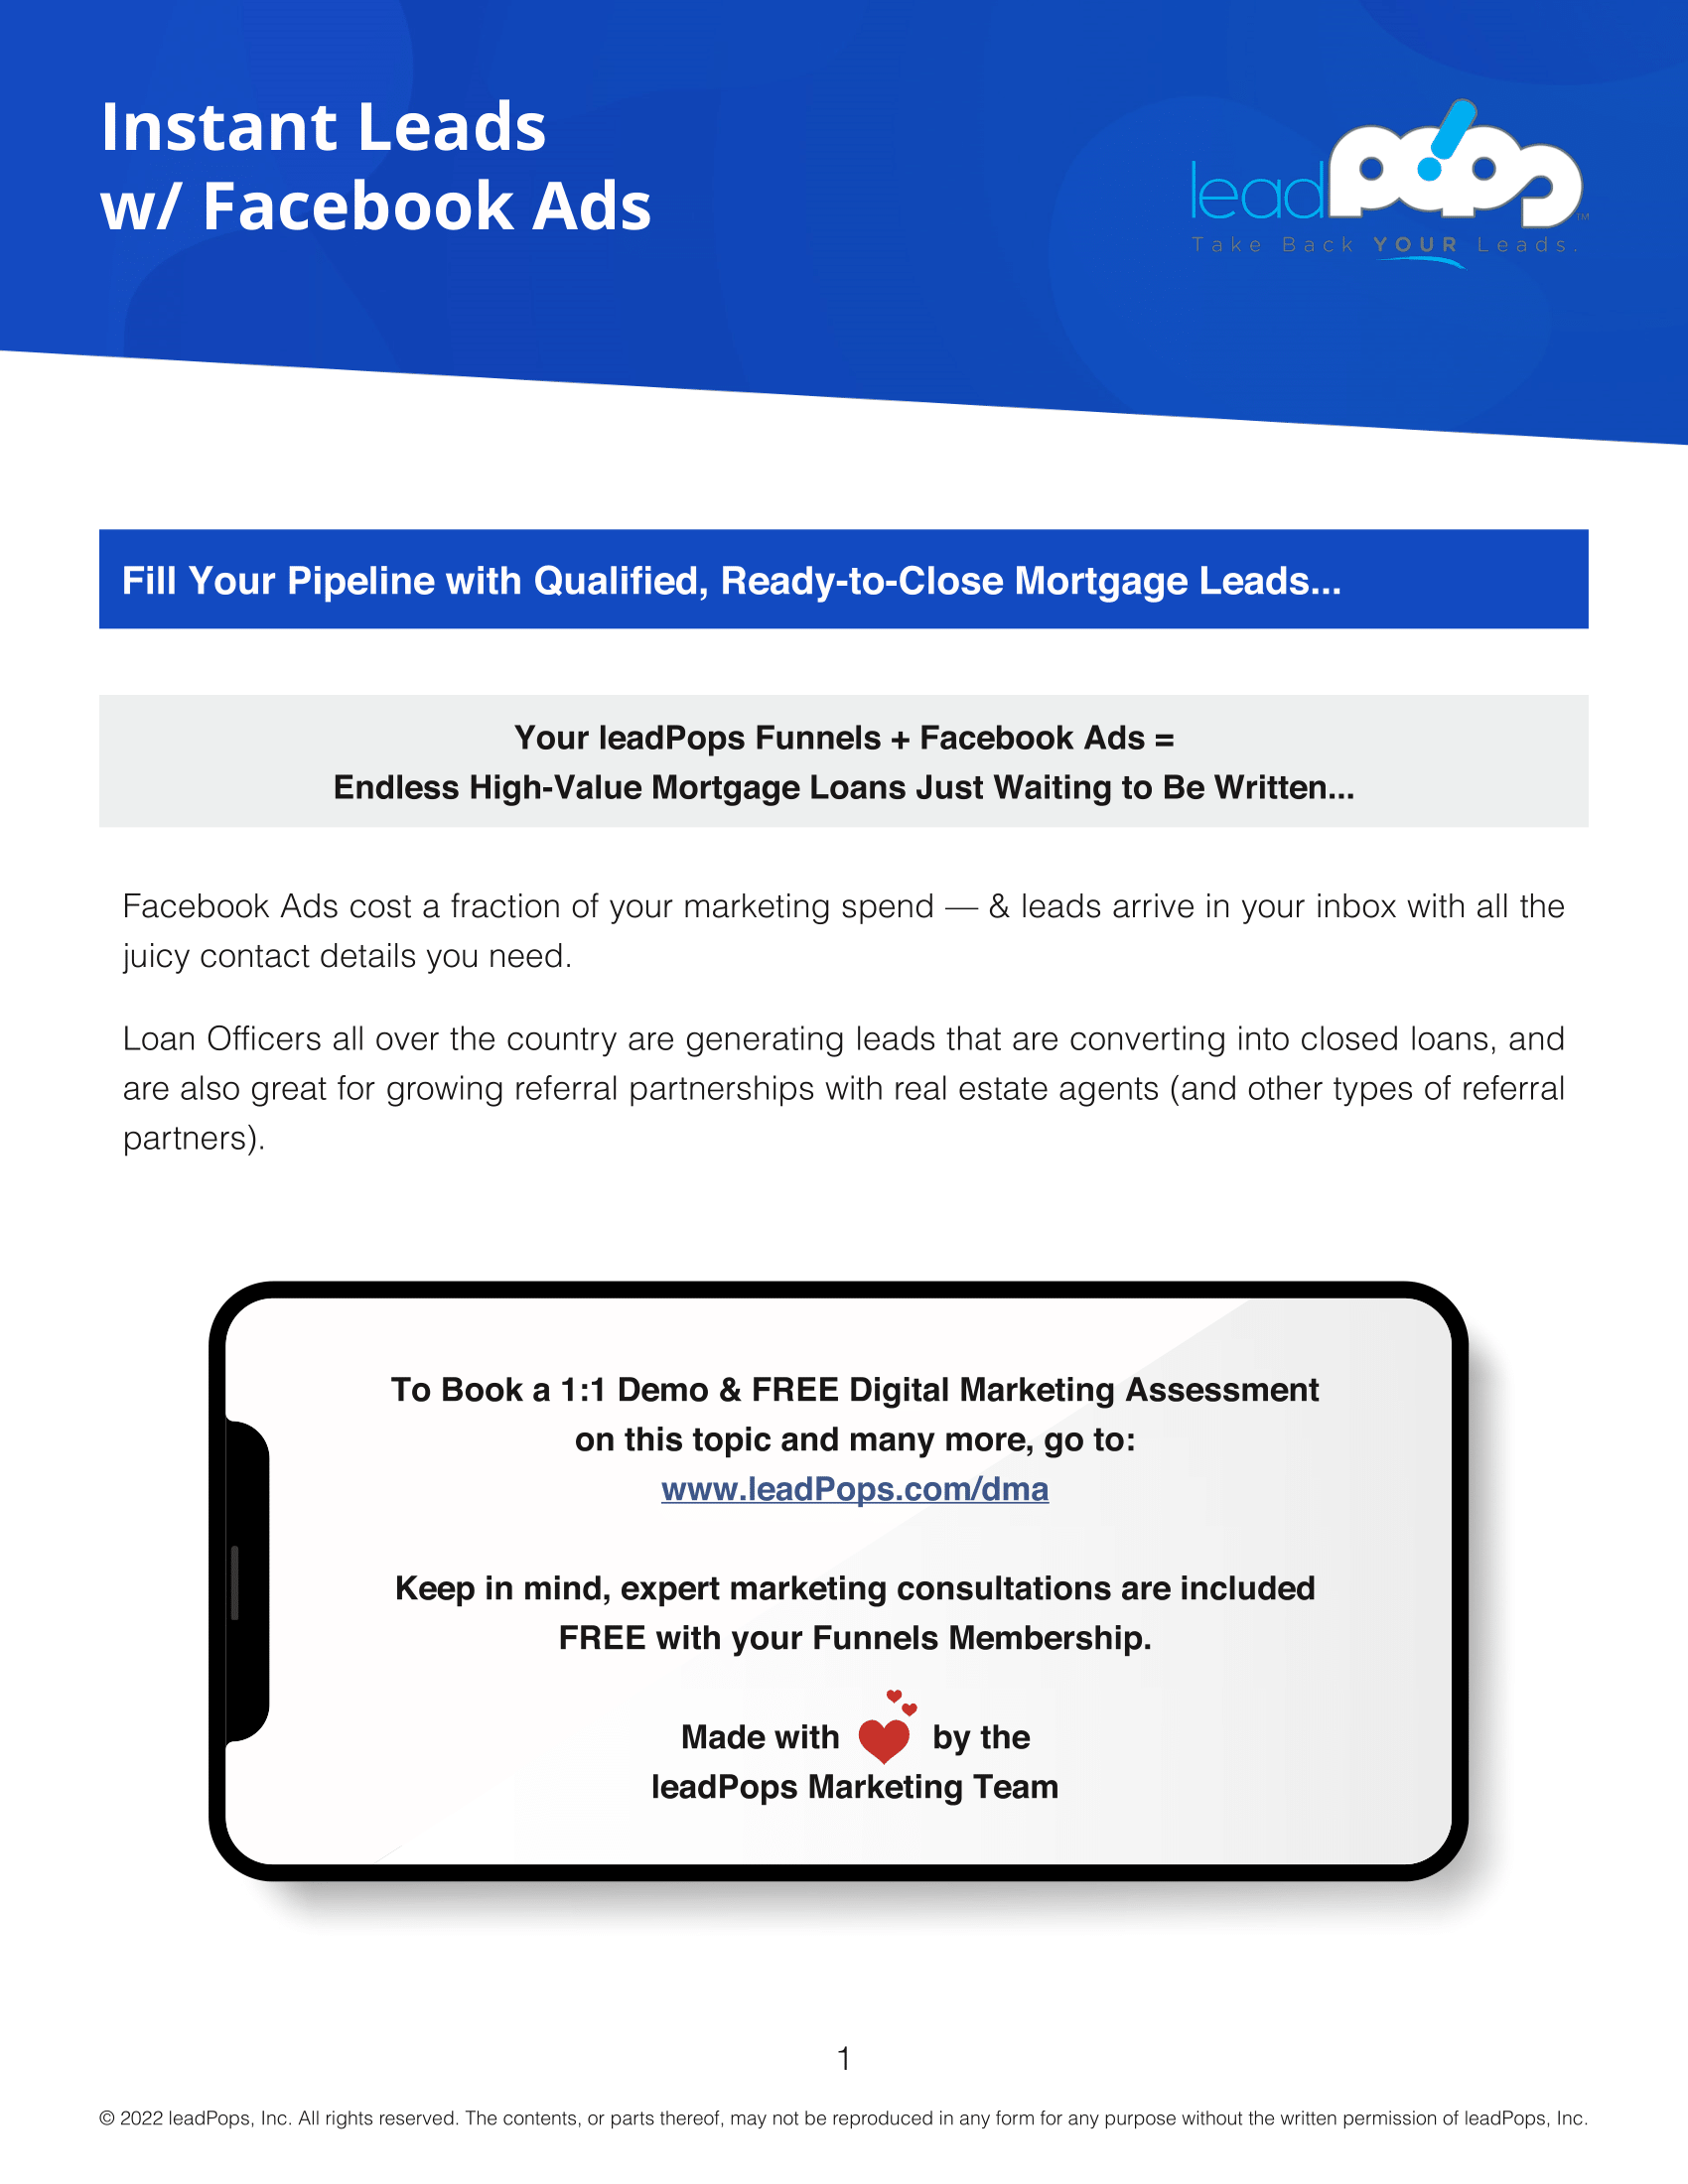 Instant Leads
w/ Facebook Ads
leadPops™
Take Back YOUR Leads.
Fill Your Pipeline with Qualified, Ready-to-Close Mortgage Leads...
Your leadPops Funnels + Facebook Ads =
Endless High-Value Mortgage Loans Just Waiting to Be Written...
Facebook Ads cost a fraction of your marketing spend — & leads arrive in your inbox with all the
juicy contact details you need.
Loan Officers all over the country are generating leads that are converting into closed loans, and
are also great for growing referral partnerships with real estate agents (and other types of referral
partners).
To Book a 1:1 Demo & FREE Digital Marketing Assessment
on this topic and many more, go to:
www.leadPops.com/dma
Keep in mind, expert marketing consultations are included
FREE with your Funnels Membership.
Made with by the
leadPops Marketing Team
1
© 2022 leadPops, Inc. All rights reserved. The contents, or parts thereof, may not be reproduced in any form for any purpose without the written permission of leadPops, Inc.